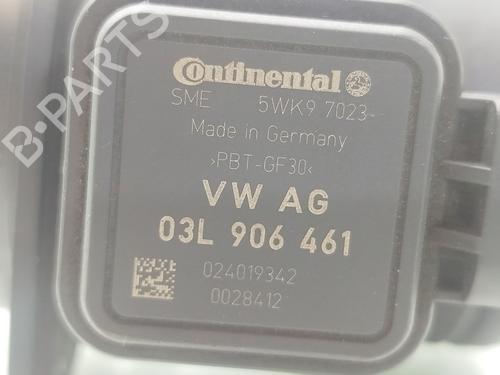 Continental
SME 5WK9 7023-
Made in Germany
>PBT-GF30<
VW AG
03L 906 461
024019342
0028412
B-PARTS